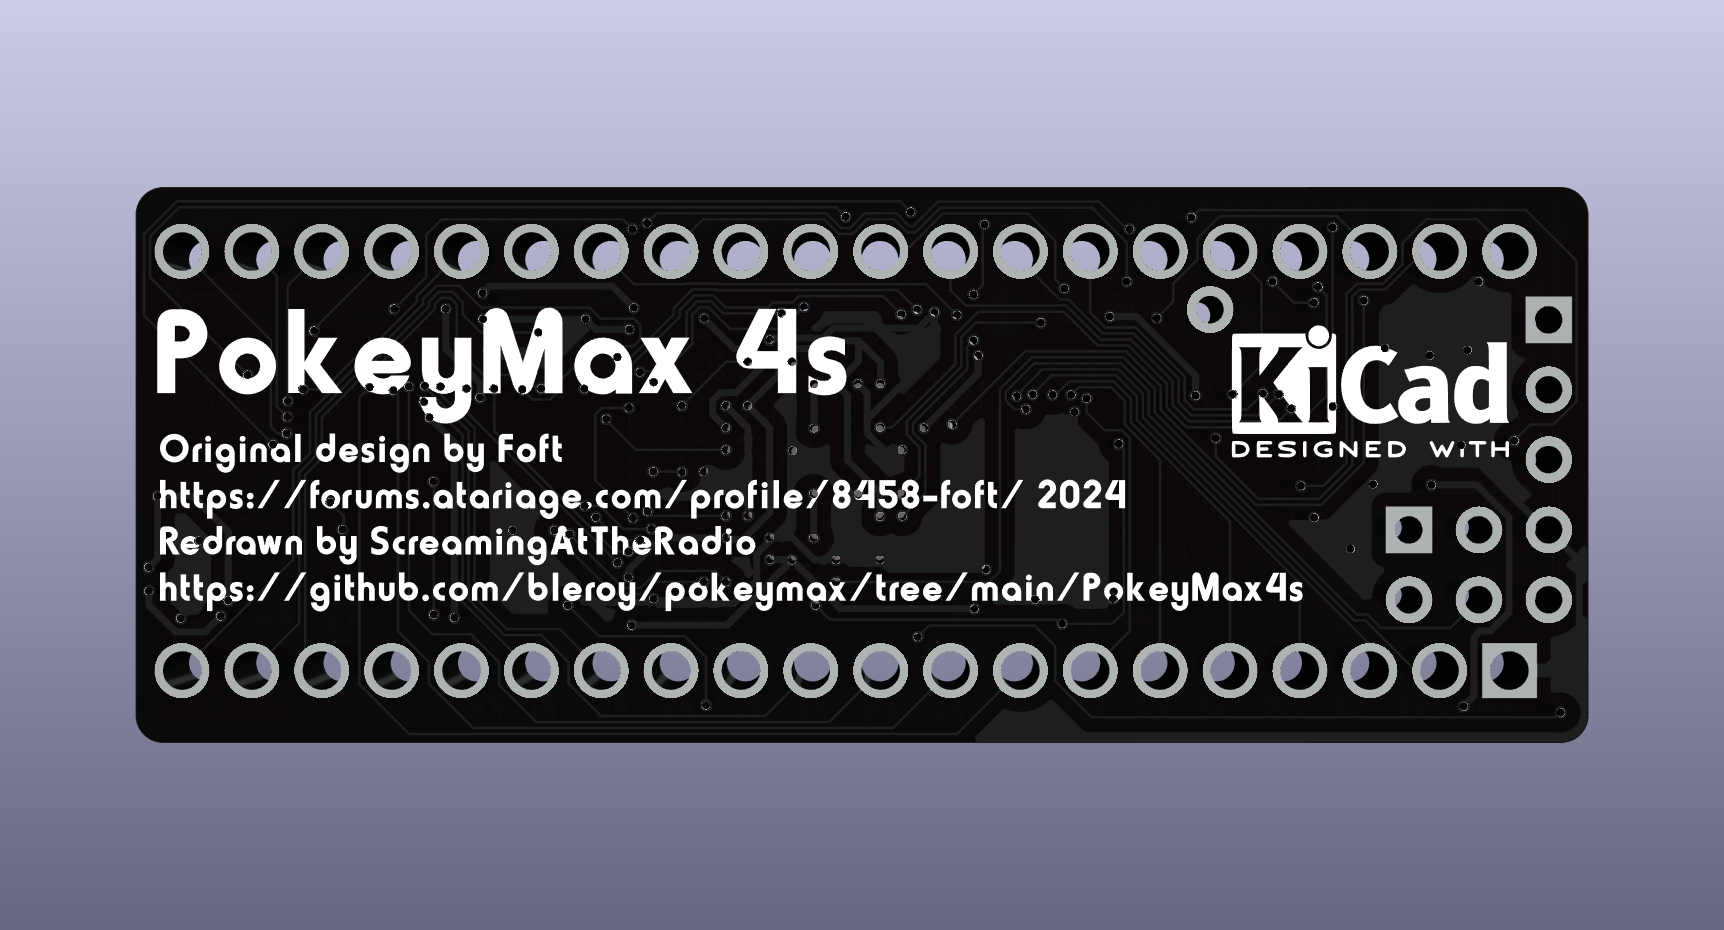 PokeyMax 4s
Original design by Foft
https://forums.atariage.com/profile/8458-foft/ 2024
Redrawn by ScreamingAtTheRadio
https://github.com/bleroy/pokeymax/tree/main/PokeyMax4s
KiCad
DESIGNED WiTH